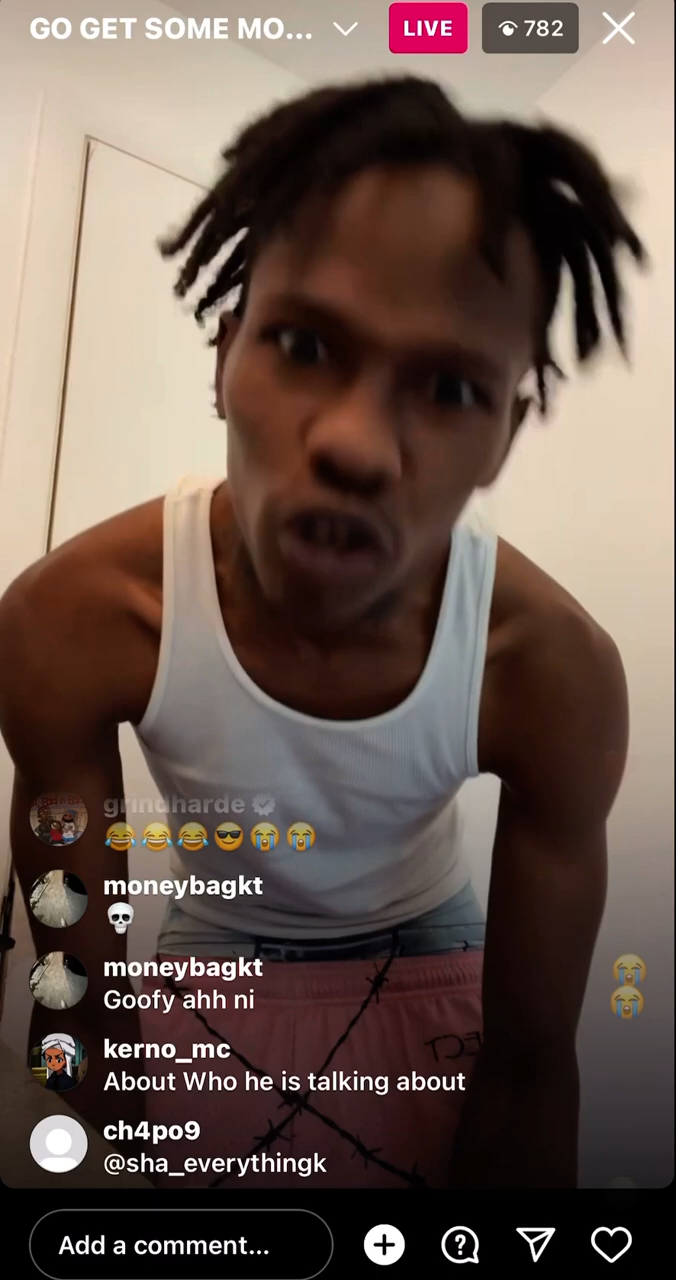 GO GET SOME MO...
LIVE
782
grindharde
😂😂😂😎😭😭
moneybagkt
💀
moneybagkt
Goofy ahh ni
kerno_mc
About Who he is talking about
ch4po9
@sha_everythingk
Add a comment...